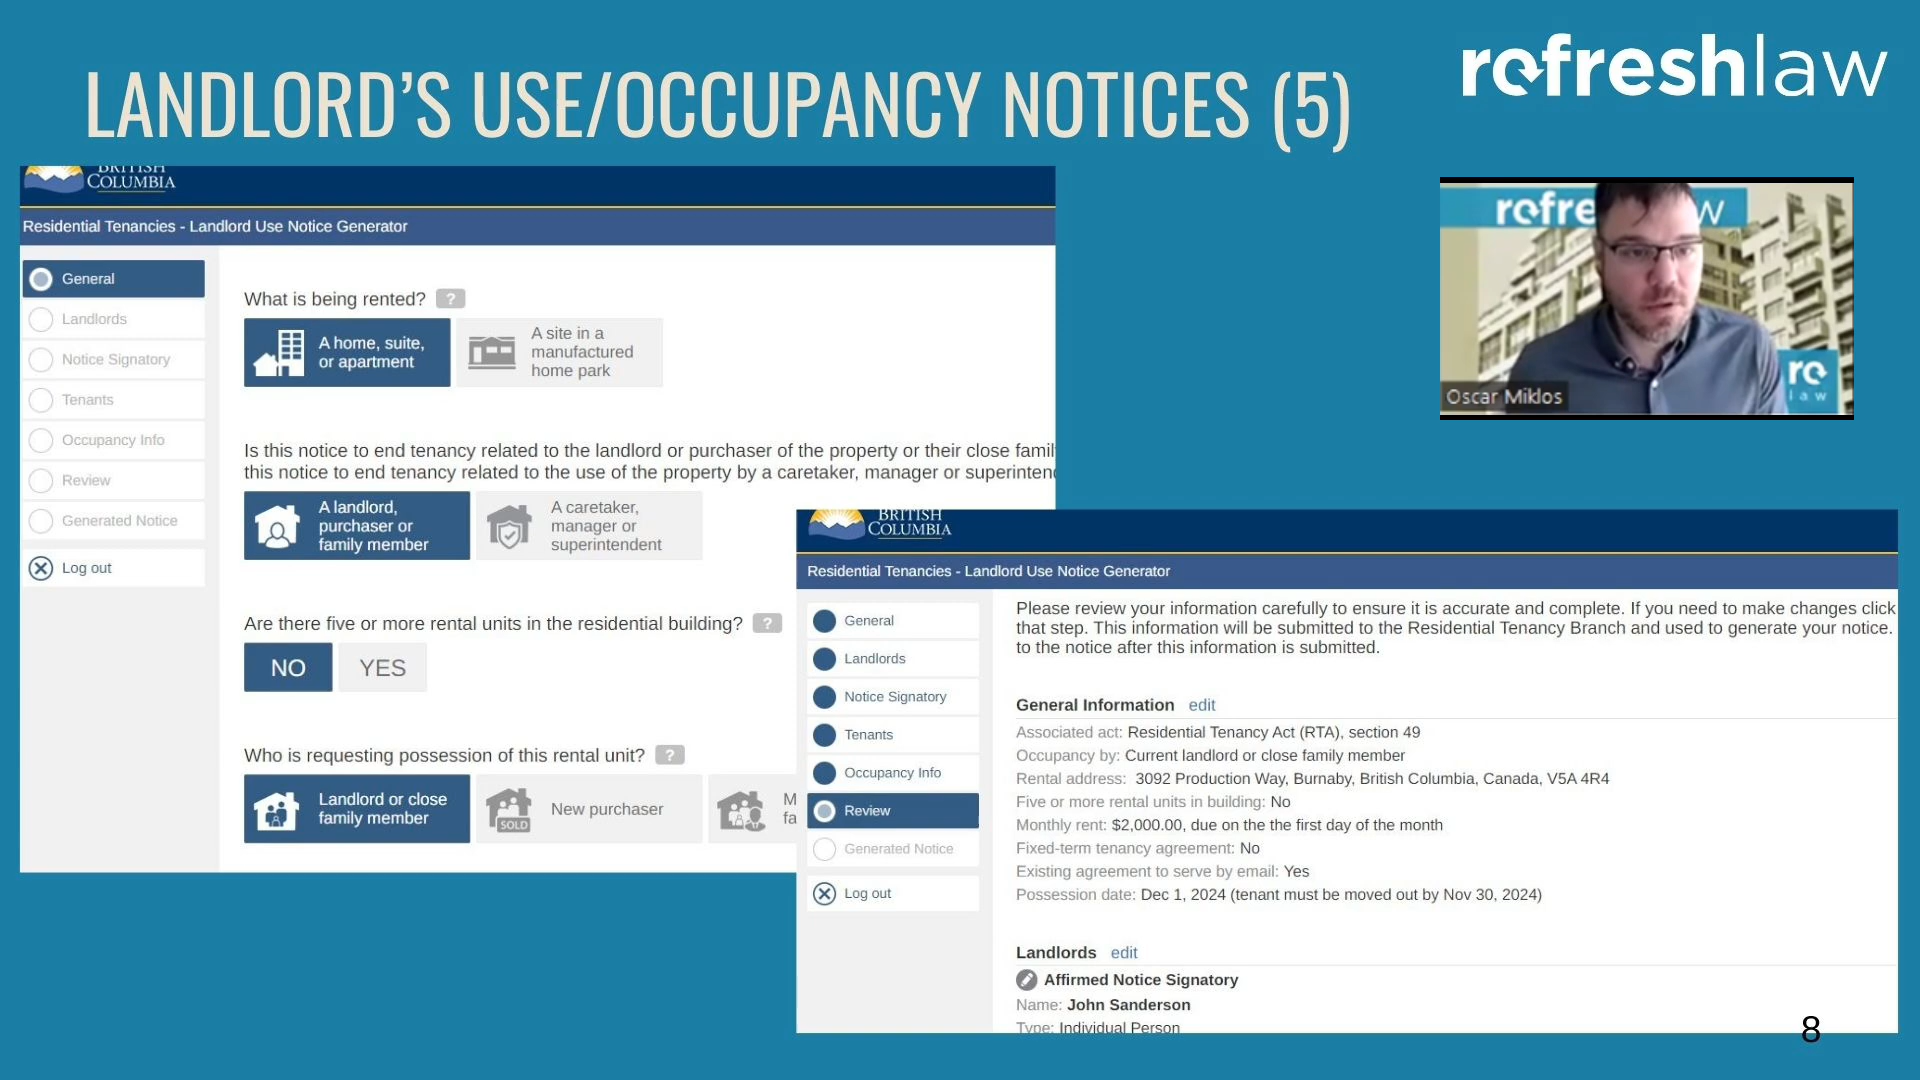 LANDLORD'S USE/OCCUPANCY NOTICES (5)
refreshlaw
BRITISH
COLUMBIA
Residential Tenancies - Landlord Use Notice Generator
General
Landlords
Notice Signatory
Tenants
Occupancy Info
Review
Generated Notice
Log out
What is being rented? ?
A home, suite,
or apartment
A site in a
manufactured
home park
Is this notice to end tenancy related to the landlord or purchaser of the property or their close famil
this notice to end tenancy related to the use of the property by a caretaker, manager or superinten
A landlord,
purchaser or
family member
A caretaker,
manager or
superintendent
Are there five or more rental units in the residential building? ?
NO
YES
Who is requesting possession of this rental unit? ?
Landlord or close
family member
SOLD
New purchaser
M
fa
refre
w
re
law
Oscar Miklos
BRITISH
COLUMBIA
Residential Tenancies - Landlord Use Notice Generator
General
Landlords
Notice Signatory
Tenants
Occupancy Info
Review
Generated Notice
Log out
Please review your information carefully to ensure it is accurate and complete. If you need to make changes click
that step. This information will be submitted to the Residential Tenancy Branch and used to generate your notice.
to the notice after this information is submitted.
General Information edit
Associated act: Residential Tenancy Act (RTA), section 49
Occupancy by: Current landlord or close family member
Rental address: 3092 Production Way, Burnaby, British Columbia, Canada, V5A 4R4
Five or more rental units in building: No
Monthly rent: $2,000.00, due on the the first day of the month
Fixed-term tenancy agreement: No
Existing agreement to serve by email: Yes
Possession date: Dec 1, 2024 (tenant must be moved out by Nov 30, 2024)
Landlords edit
Affirmed Notice Signatory
Name: John Sanderson
Type: Individual Person
8